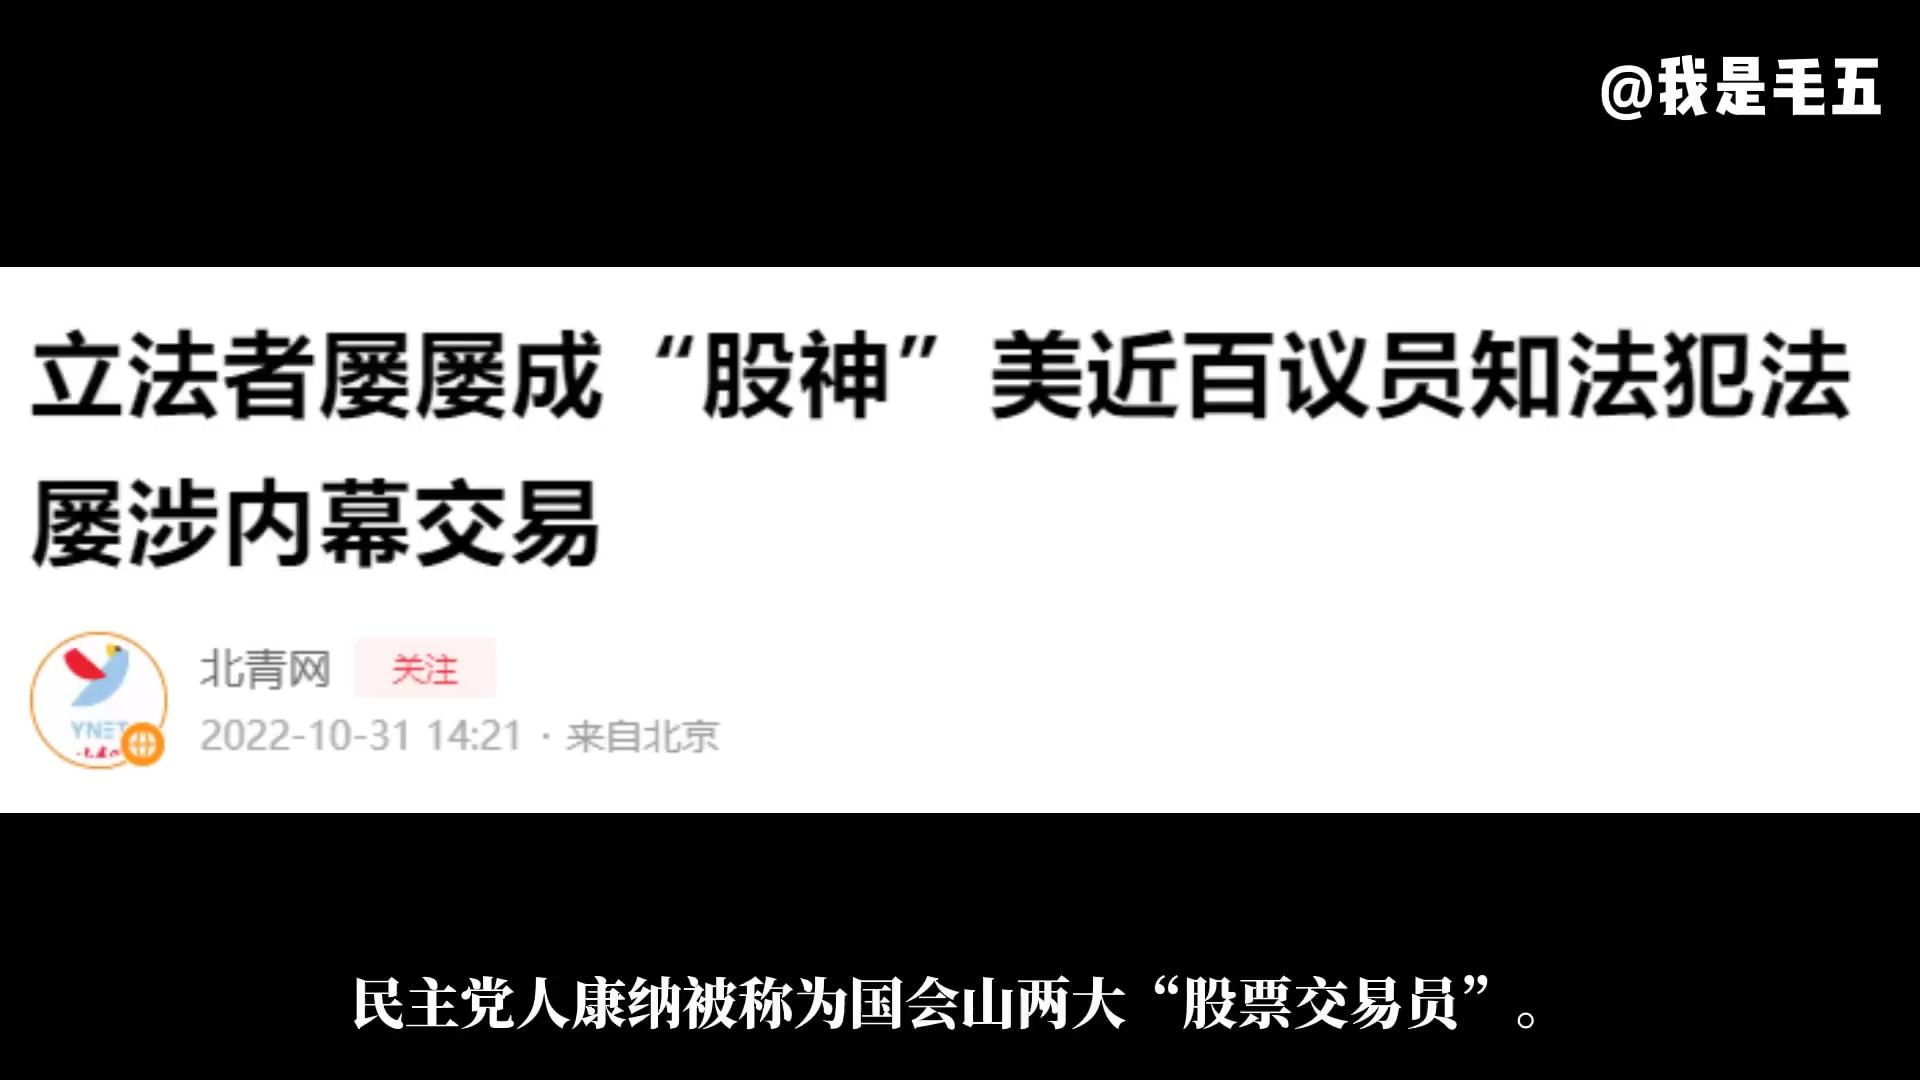 @我是毛五
立法者屡屡成“股神”美近百议员知法犯法
屡涉内幕交易
北青网 关注
2022-10-31 14:21 · 来自北京
YNET
民主党人康纳被称为国会山两大“股票交易员”。